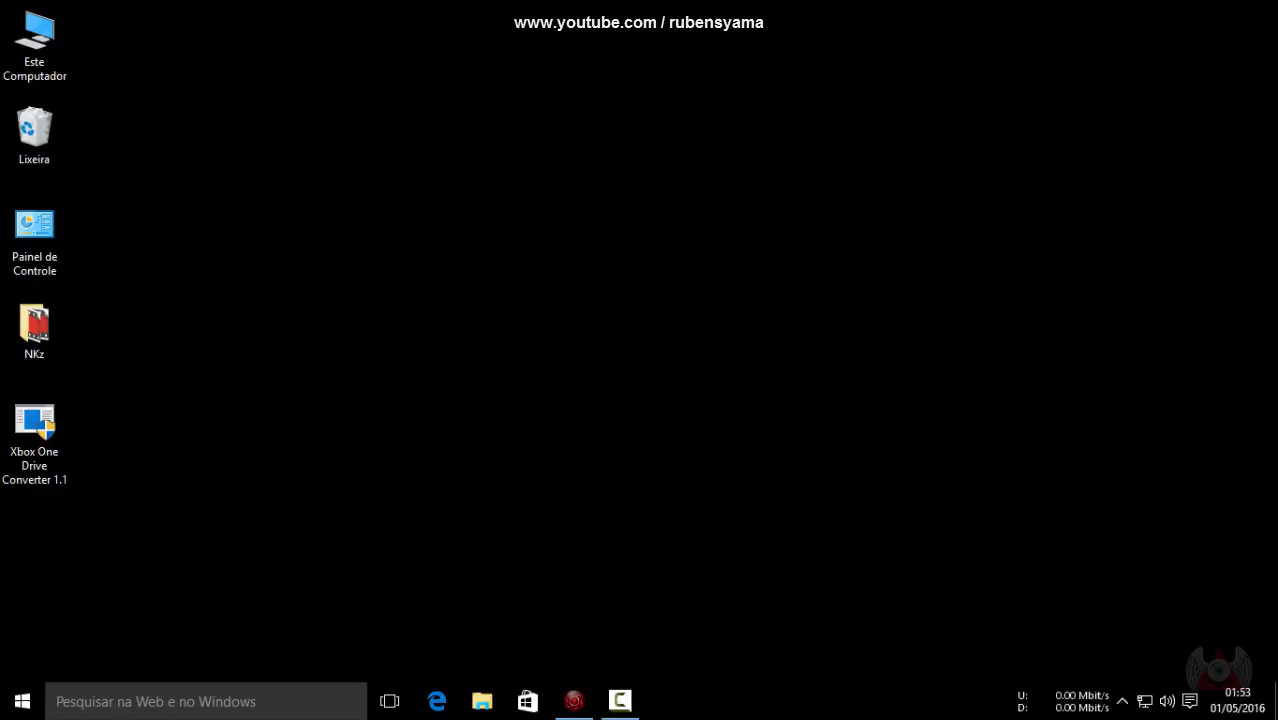 www.youtube.com / rubensyama
Este
Computador
Lixeira
Painel de
Controle
NKz
Xbox One
Drive
Converter 1.1
Pesquisar na Web e no Windows
U: 0.00 Mbit/s
D: 0.00 Mbit/s
01:53
01/05/2016